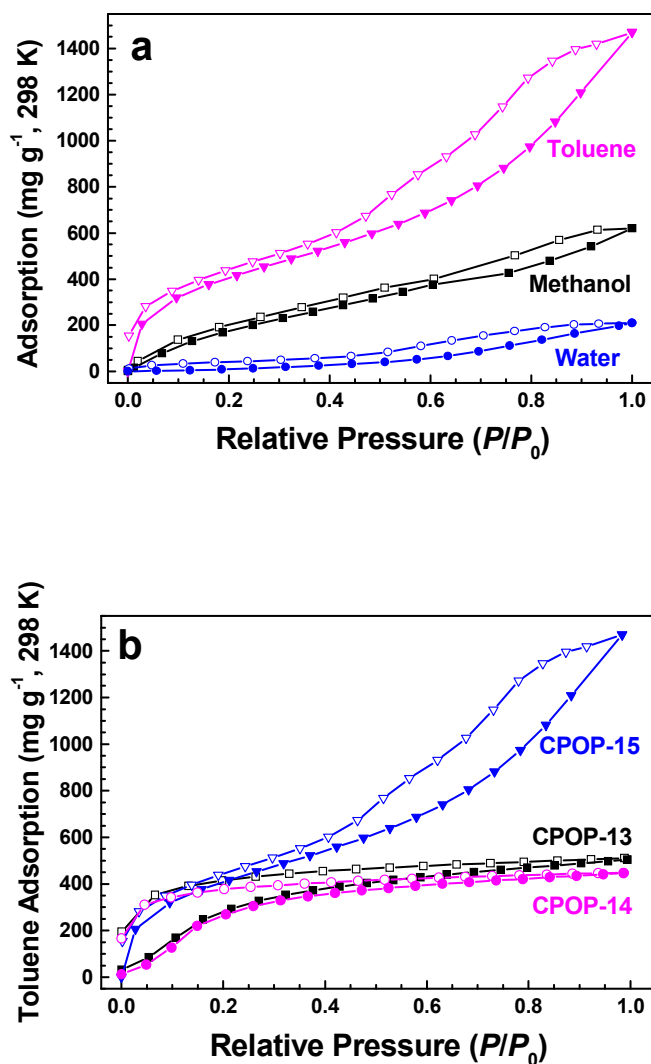 a
1400
1200
1000
800
600
400
200
0
Adsorption (mg g⁻¹, 298 K)
Toluene
Methanol
Water
0.0 0.2 0.4 0.6 0.8 1.0
Relative Pressure (P/P₀)
b
1400
1200
1000
800
600
400
200
0
Toluene Adsorption (mg g⁻¹, 298 K)
CPOP-15
CPOP-13
CPOP-14
0.0 0.2 0.4 0.6 0.8 1.0
Relative Pressure (P/P₀)